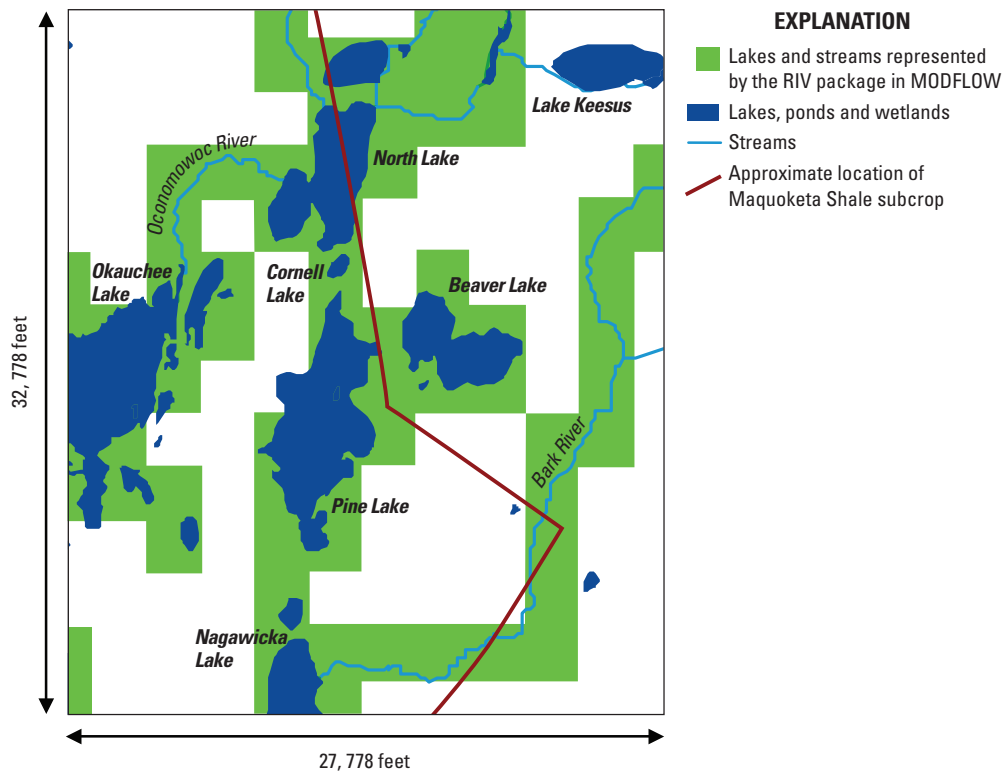 EXPLANATION
Lakes and streams represented
by the RIV package in MODFLOW
Lakes, ponds and wetlands
Streams
Approximate location of
Maquoketa Shale subcrop
Lake Keesus
North Lake
Oconomowoc River
Okauchee
Lake
Cornell
Lake
Beaver Lake
Bark River
Pine Lake
Nagawicka
Lake
32, 778 feet
27, 778 feet